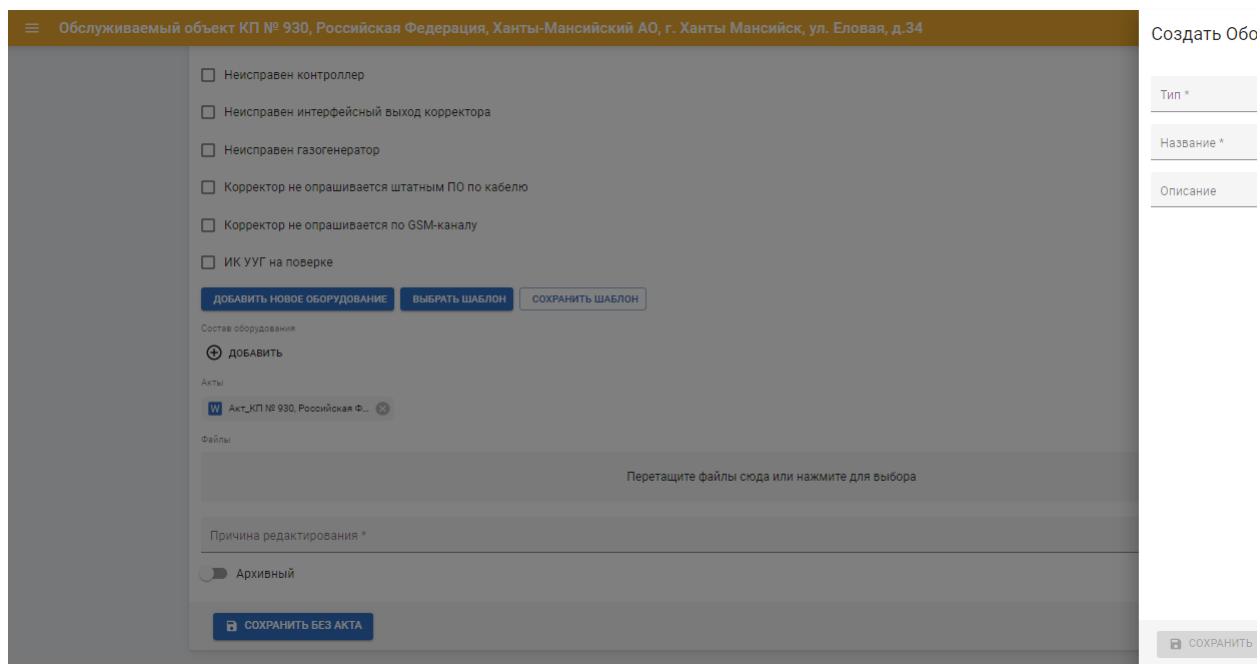 Обслуживаемый объект КП № 930, Российская Федерация, Ханты-Мансийский АО, г. Ханты Мансийск, ул. Еловая, д.34
Неисправен контроллер
Неисправен интерфейсный выход корректора
Неисправен газогенератор
Корректор не опрашивается штатным ПО по кабелю
Корректор не опрашивается по GSM-каналу
ИК УУГ на поверке
ДОБАВИТЬ НОВОЕ ОБОРУДОВАНИЕ ВЫБРАТЬ ШАБЛОН СОХРАНИТЬ ШАБЛОН
Состав оборудования
ДОБАВИТЬ
Акты
W Акт_КП № 930, Российская Ф...
Файлы
Перетащите файлы сюда или нажмите для выбора
Причина редактирования *
Архивный
СОХРАНИТЬ БЕЗ АКТА
Создать Обо
Тип *
Название *
Описание
СОХРАНИТЬ